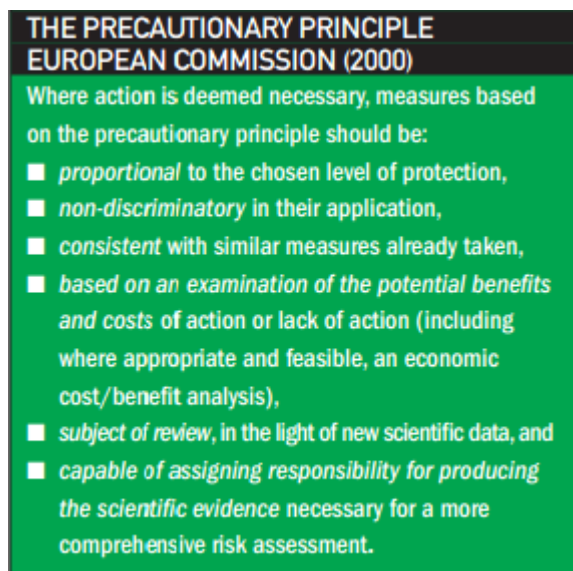 THE PRECAUTIONARY PRINCIPLE
EUROPEAN COMMISSION (2000)
Where action is deemed necessary, measures based
on the precautionary principle should be:
■ proportional to the chosen level of protection,
■ non-discriminatory in their application,
■ consistent with similar measures already taken,
■ based on an examination of the potential benefits
and costs of action or lack of action (including
where appropriate and feasible, an economic
cost/benefit analysis),
■ subject of review, in the light of new scientific data, and
■ capable of assigning responsibility for producing
the scientific evidence necessary for a more
comprehensive risk assessment.